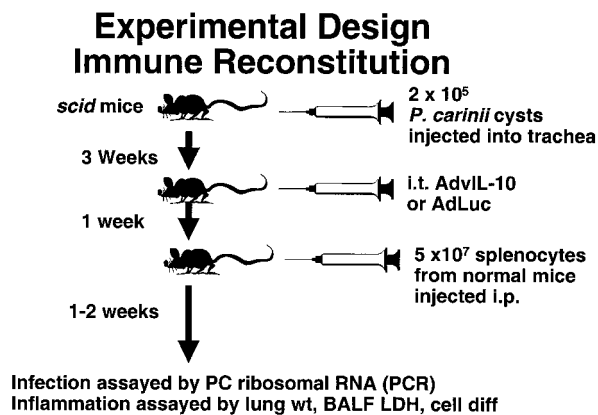 Experimental Design
Immune Reconstitution
scid mice
2 x 10⁵
P. carinii cysts
injected into trachea
3 Weeks
i.t. AdvIL-10
or AdLuc
1 week
5 x10⁷ splenocytes
from normal mice
injected i.p.
1-2 weeks
Infection assayed by PC ribosomal RNA (PCR)
Inflammation assayed by lung wt, BALF LDH, cell diff